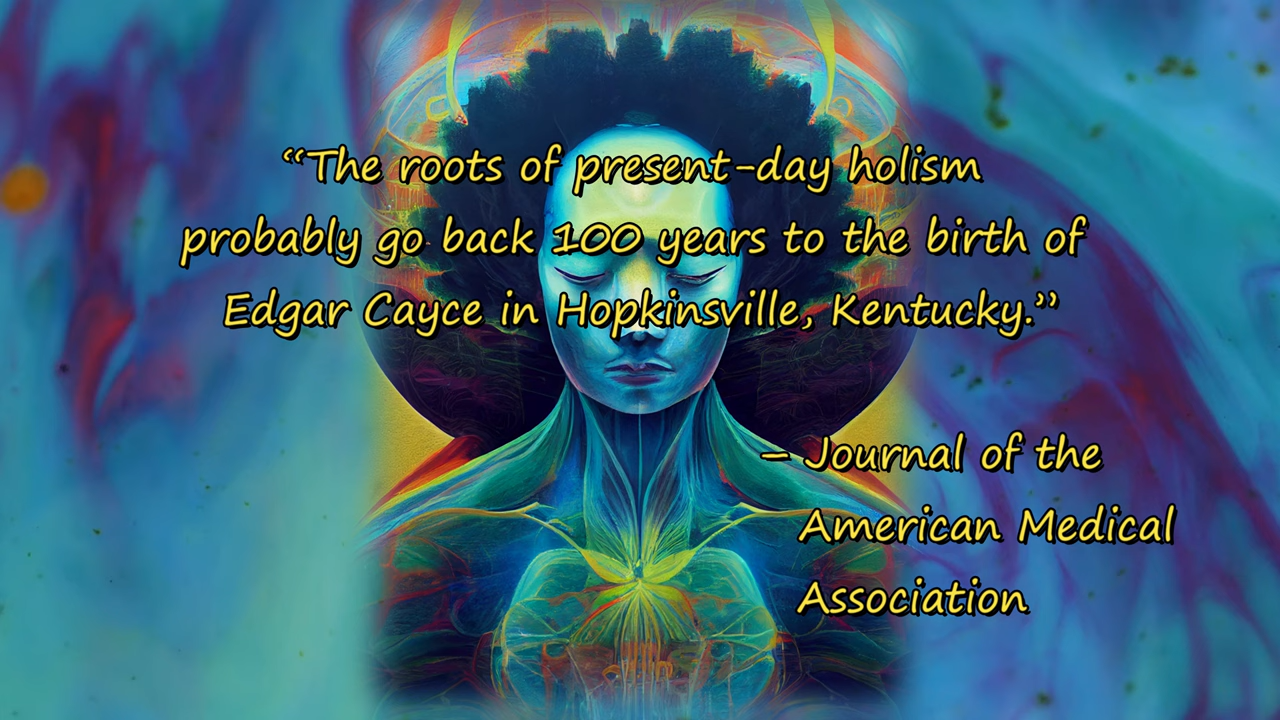 “The roots of present-day holism
probably go back 100 years to the birth of
Edgar Cayce in Hopkinsville, Kentucky.”
– Journal of the
American Medical
Association